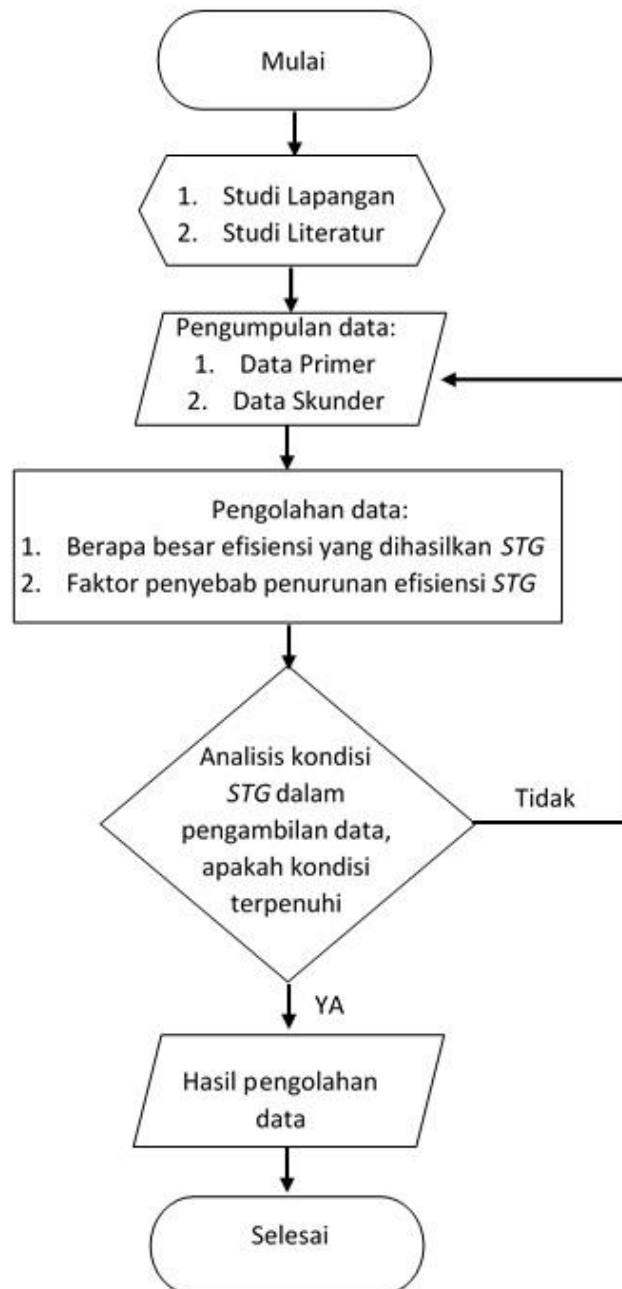 Mulai
1. Studi Lapangan
2. Studi Literatur
Pengumpulan data:
1. Data Primer
2. Data Skunder
Pengolahan data:
1. Berapa besar efisiensi yang dihasilkan STG
2. Faktor penyebab penurunan efisiensi STG
Analisis kondisi
STG dalam
pengambilan data,
apakah kondisi
terpenuhi
Tidak
YA
Hasil pengolahan
data
Selesai